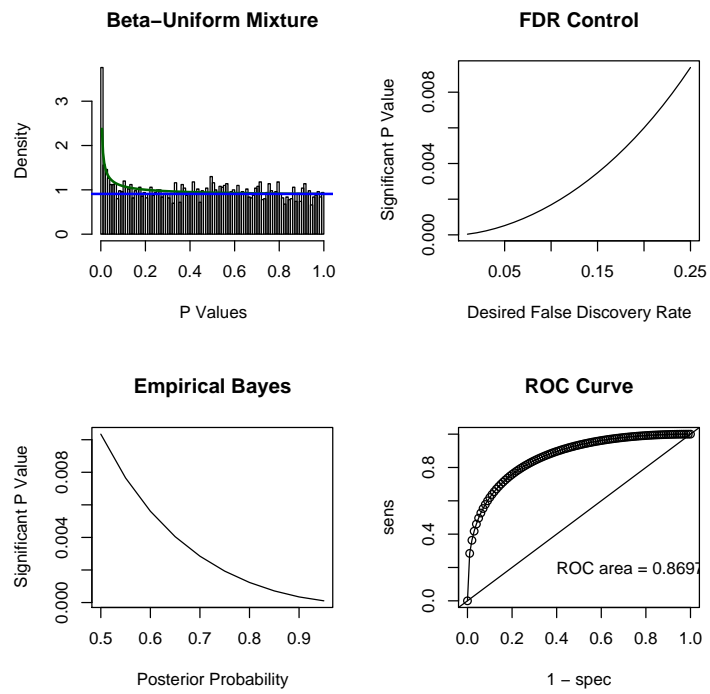 Beta−Uniform Mixture
Density
0 1 2 3
0.0 0.2 0.4 0.6 0.8 1.0
P Values
FDR Control
Significant P Value
0.000 0.004 0.008
0.05 0.15 0.25
Desired False Discovery Rate
Empirical Bayes
Significant P Value
0.000 0.004 0.008
0.5 0.6 0.7 0.8 0.9
Posterior Probability
ROC Curve
sens
0.0 0.4 0.8
ROC area = 0.8697
0.0 0.2 0.4 0.6 0.8 1.0
1 − spec